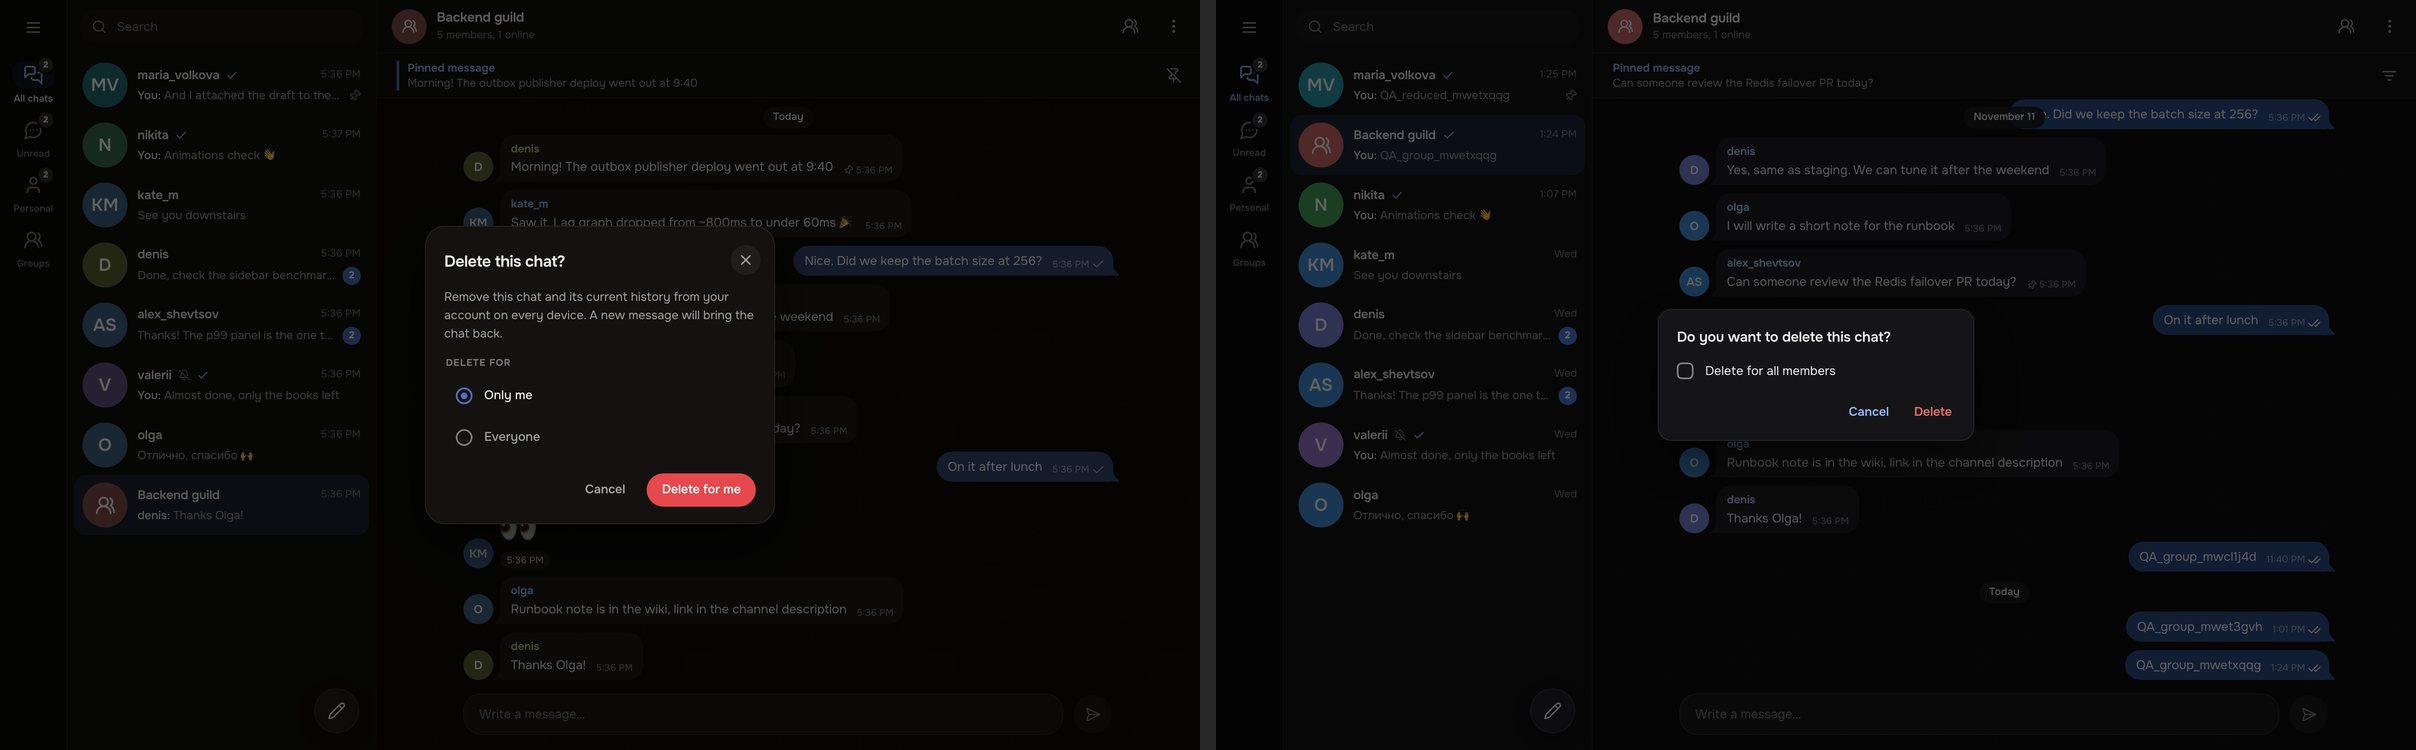 Search
Backend guild
5 members, 1 online
2
All chats
2
Unread
2
Personal
Groups
MV
maria_volkova
5:36 PM
You: And I attached the draft to the...
N
nikita
5:37 PM
You: Animations check 👋
KM
kate_m
5:36 PM
See you downstairs
D
denis
5:36 PM
Done, check the sidebar benchmar...
2
AS
alex_shevtsov
5:36 PM
Thanks! The p99 panel is the one t...
2
V
valerii
5:36 PM
You: Almost done, only the books left
O
olga
5:36 PM
Отлично, спасибо 🙌
Backend guild
5:36 PM
denis: Thanks Olga!
Pinned message
Morning! The outbox publisher deploy went out at 9:40
Today
denis
D
Morning! The outbox publisher deploy went out at 9:40
5:36 PM
kate_m
KM
Saw it. Lag graph dropped from ~800ms to under 60ms 🎉
5:36 PM
Nice. Did we keep the batch size at 256?
5:36 PM
weekend
5:36 PM
day?
5:36 PM
On it after lunch
5:36 PM
Delete this chat?
Remove this chat and its current history from your
account on every device. A new message will bring the
chat back.
DELETE FOR
Only me
Everyone
Cancel
Delete for me
👀
KM
5:36 PM
olga
O
Runbook note is in the wiki, link in the channel description
5:36 PM
denis
D
Thanks Olga!
5:36 PM
Write a message...
Search
Backend guild
5 members, 1 online
2
All chats
2
Unread
2
Personal
Groups
MV
maria_volkova
1:25 PM
You: QA_reduced_mwetxqqg
Backend guild
1:24 PM
You: QA_group_mwetxqqg
N
nikita
1:07 PM
You: Animations check 👋
KM
kate_m
Wed
See you downstairs
D
denis
Wed
Done, check the sidebar benchmar...
2
AS
alex_shevtsov
Wed
Thanks! The p99 panel is the one t...
2
V
valerii
Wed
You: Almost done, only the books left
O
olga
Wed
Отлично, спасибо 🙌
Pinned message
Can someone review the Redis failover PR today?
November 11
. Did we keep the batch size at 256?
5:36 PM
denis
D
Yes, same as staging. We can tune it after the weekend
5:36 PM
olga
O
I will write a short note for the runbook
5:36 PM
alex_shevtsov
AS
Can someone review the Redis failover PR today?
5:36 PM
On it after lunch
5:36 PM
Do you want to delete this chat?
Delete for all members
Cancel
Delete
olga
O
Runbook note is in the wiki, link in the channel description
5:36 PM
denis
D
Thanks Olga!
5:36 PM
QA_group_mwcl1j4d
11:40 PM
Today
QA_group_mwet3gvh
1:01 PM
QA_group_mwetxqqg
1:24 PM
Write a message...